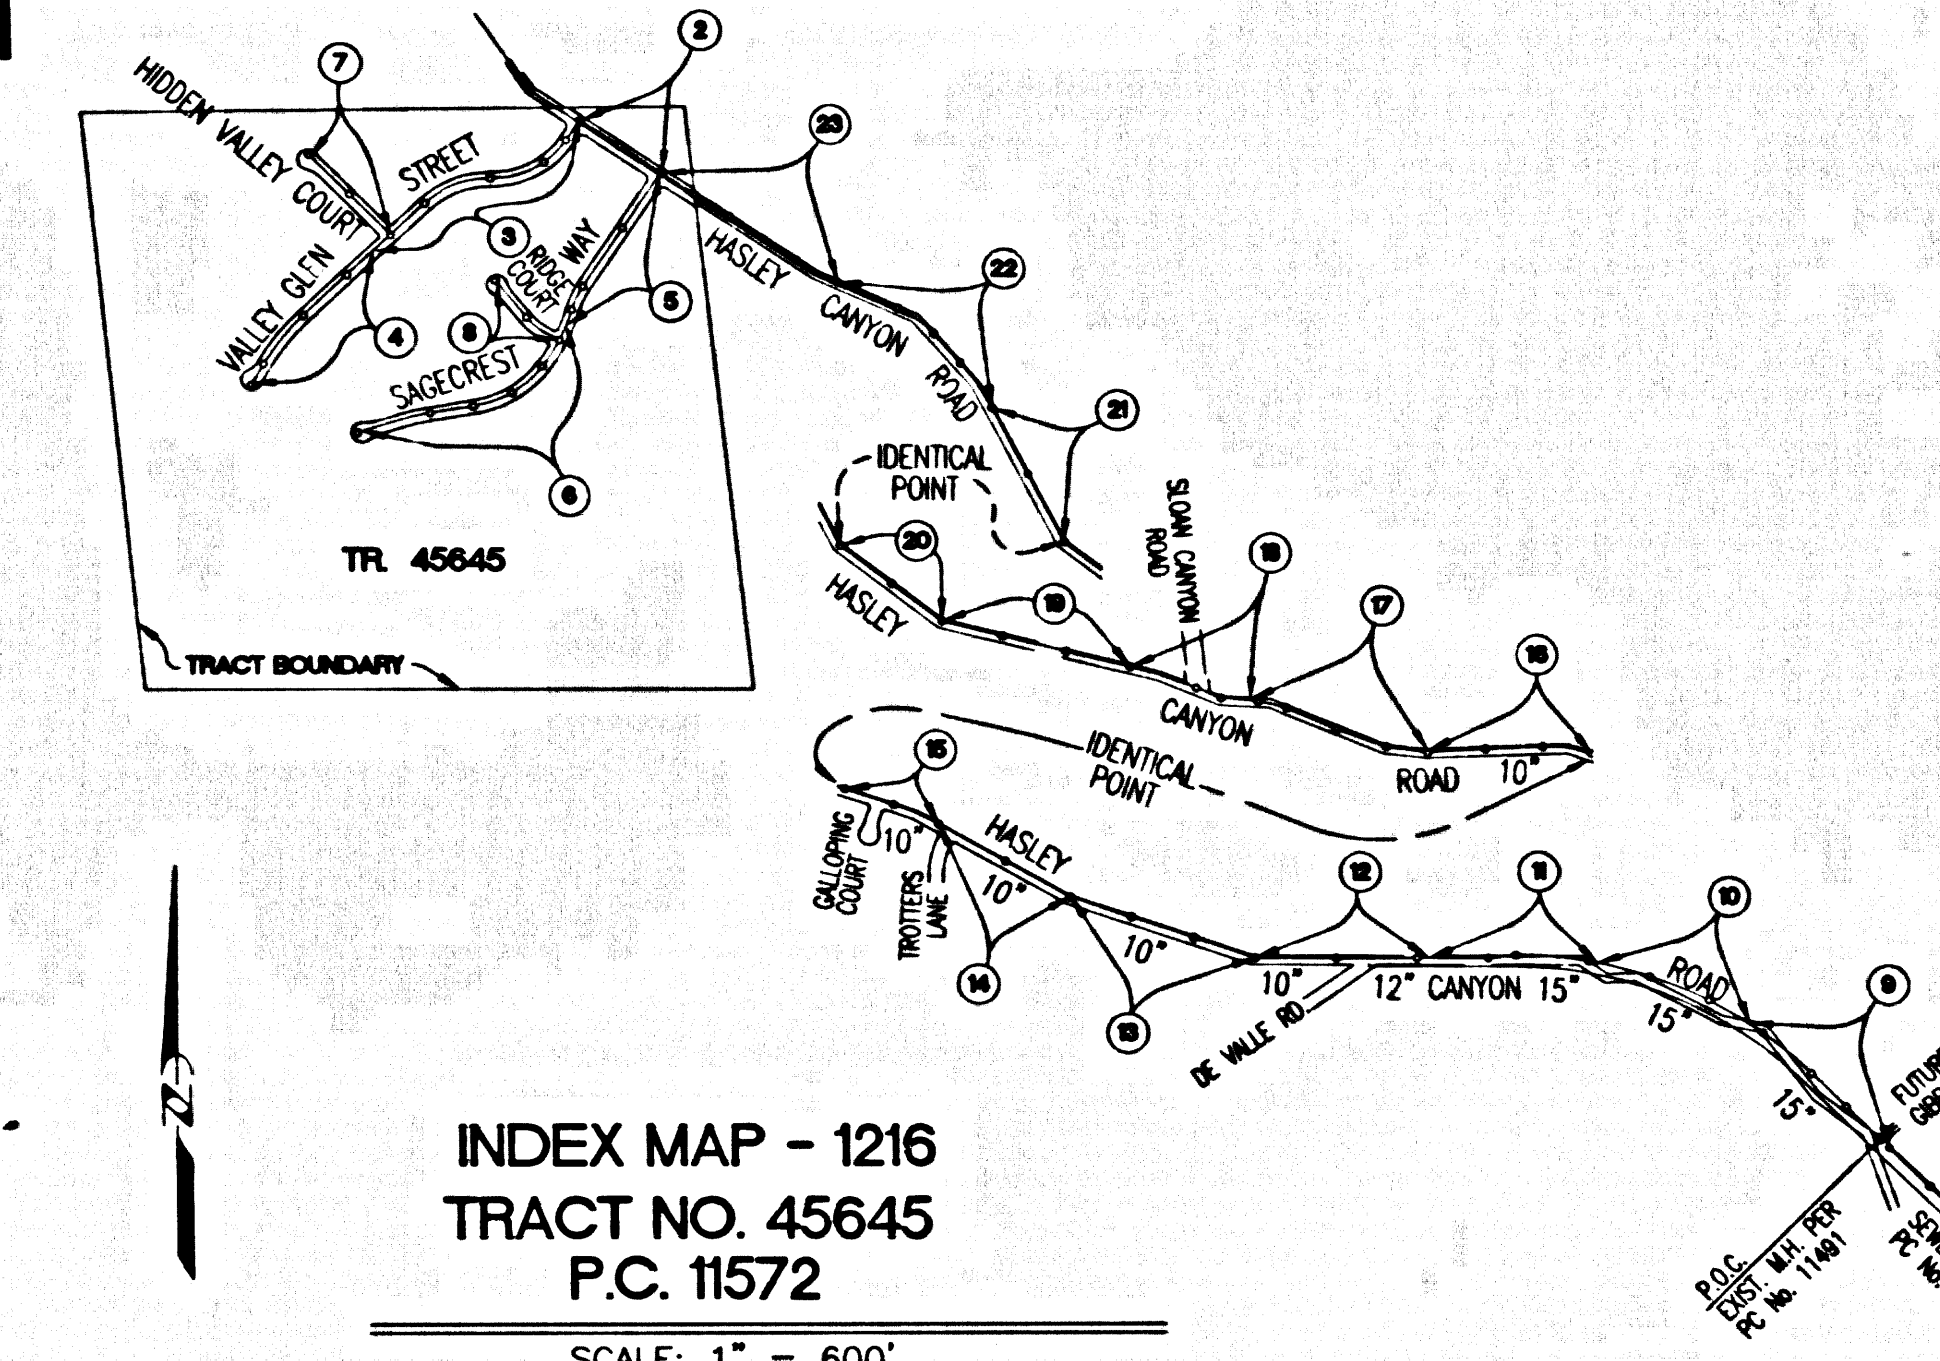 2
7
HIDDEN VALLEY COURT
STREET
23
3
RIDGE
COURT
WAY
HASLEY
22
VALLEY GLEN
8
5
4
CANYON
SAGECREST
ROAD
21
IDENTICAL
POINT
6
SLOAN CANYON
ROAD
TR. 45645
20
18
HASLEY
19
17
TRACT BOUNDARY
16
CANYON
IDENTICAL
POINT
ROAD
10"
15
GALLOPING
COURT
10"
HASLEY
TROTTERS
LANE
10"
12
11
10
10"
14
10"
12" CANYON 15"
ROAD
9
15"
13
DE VALLE RD.
15"
INDEX MAP - 1216
TRACT NO. 45645
P.C. 11572
P.O.C.
EXIST. M.H. PER
PC No. 11491
SCALE: 1" = 600'